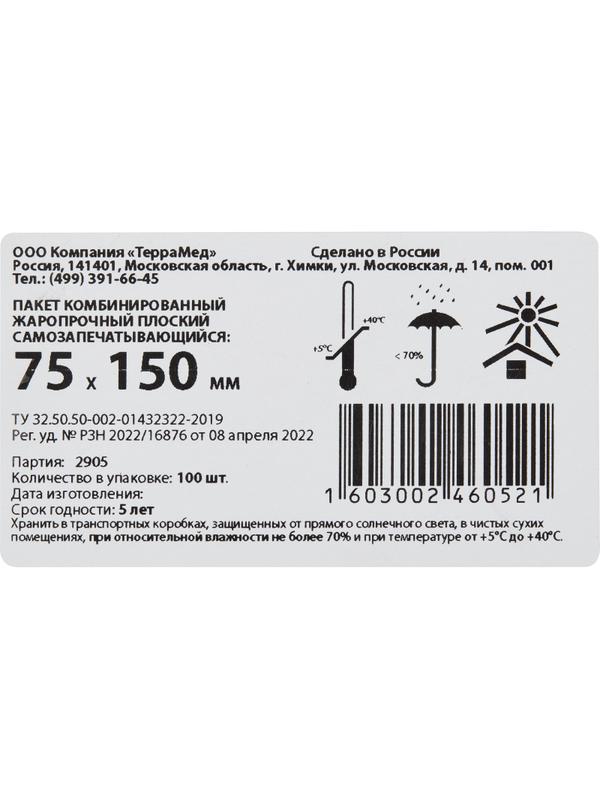 ООО Компания «ТерраМед» Сделано в России
Россия, 141401, Московская область, г. Химки, ул. Московская, д. 14, пом. 001
Тел.: (499) 391-66-45
ПАКЕТ КОМБИНИРОВАННЫЙ
ЖАРОПРОЧНЫЙ ПЛОСКИЙ
САМОЗАПЕЧАТЫВАЮЩИЙСЯ:
75 x 150 мм
+40°C
+5°C
< 70%
ТУ 32.50.50-002-01432322-2019
Рег. уд. № РЗН 2022/16876 от 08 апреля 2022
Партия: 2905
Количество в упаковке: 100 шт.
Дата изготовления:
Срок годности: 5 лет
1 603002 460521
Хранить в транспортных коробках, защищенных от прямого солнечного света, в чистых сухих
помещениях, при относительной влажности не более 70% и при температуре от +5°С до +40°С.